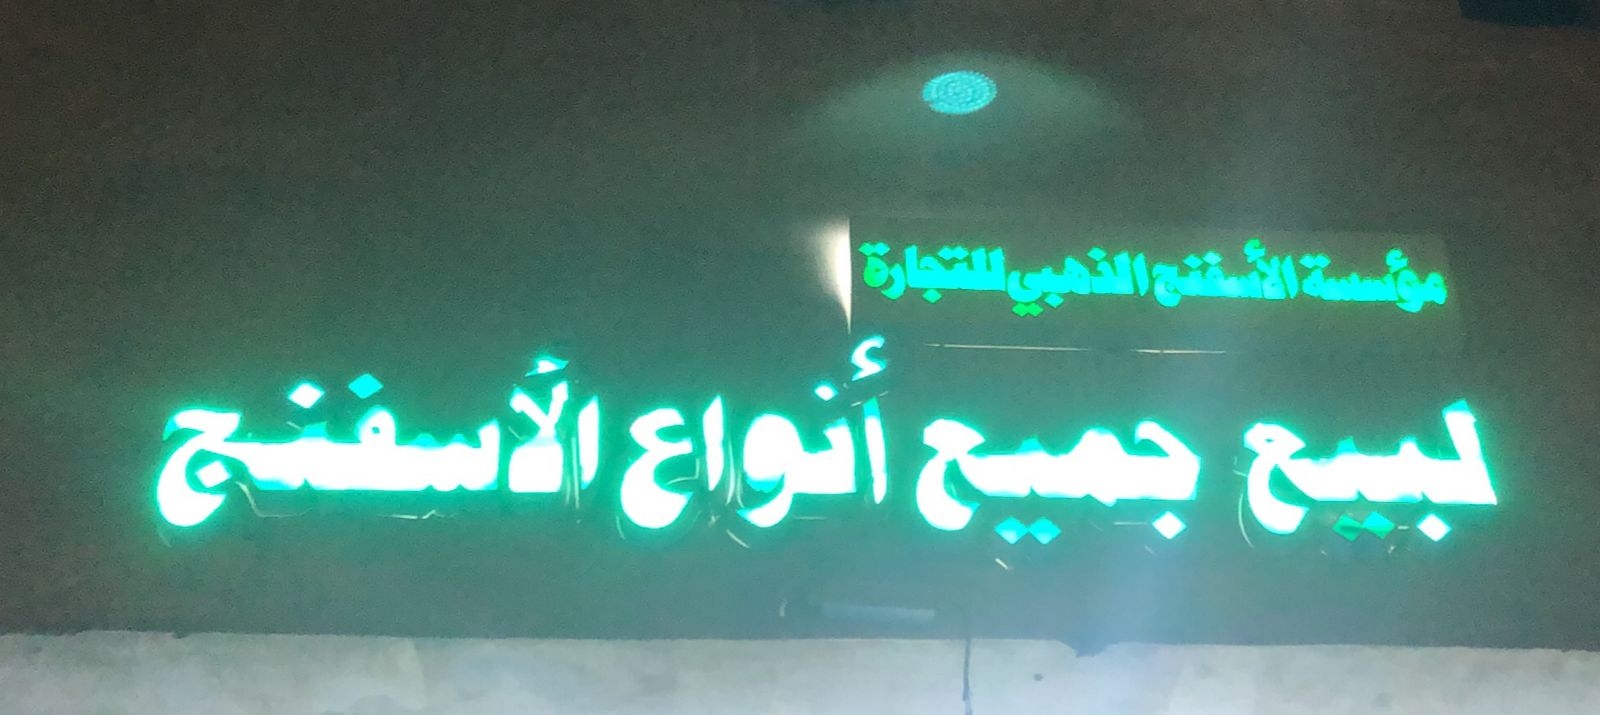 مؤسسة الأسفنج الذهبي للتجارة
لبيع جميع أنواع الأسفنج